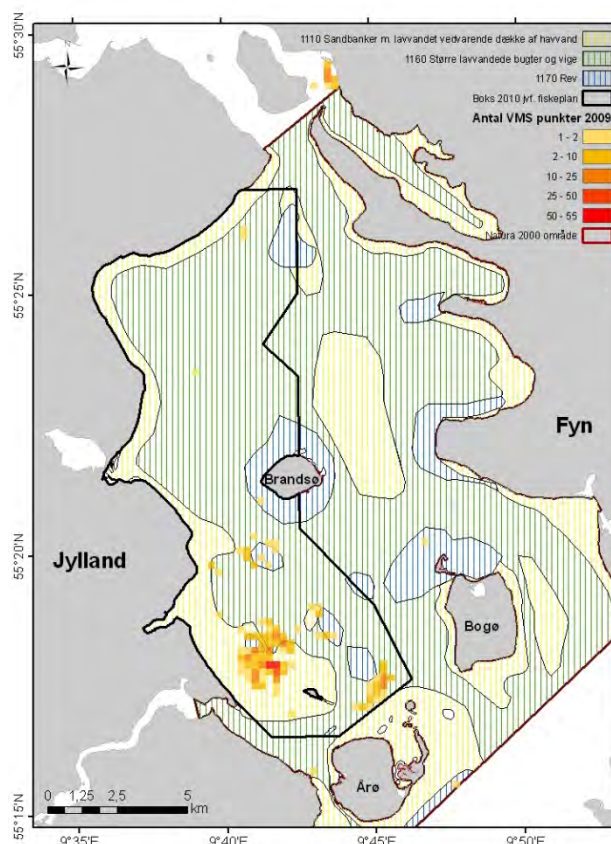 55°30'N
1110 Sandbanker m. lavvandet vedvarende dække af havvand
1160 Større lavvandede bugter og vige
1170 Rev
Boks 2010 jvf. fiskeplan
Antal VMS punkter 2009
1 - 2
2 - 10
10 - 25
25 - 50
50 - 55
Natura 2000 område
55°25'N
Fyn
Brandsø
55°20'N
Jylland
Bogø
Årø
0 1,25 2,5 5
km
55°15'N
9°35'E 9°40'E 9°45'E 9°50'E